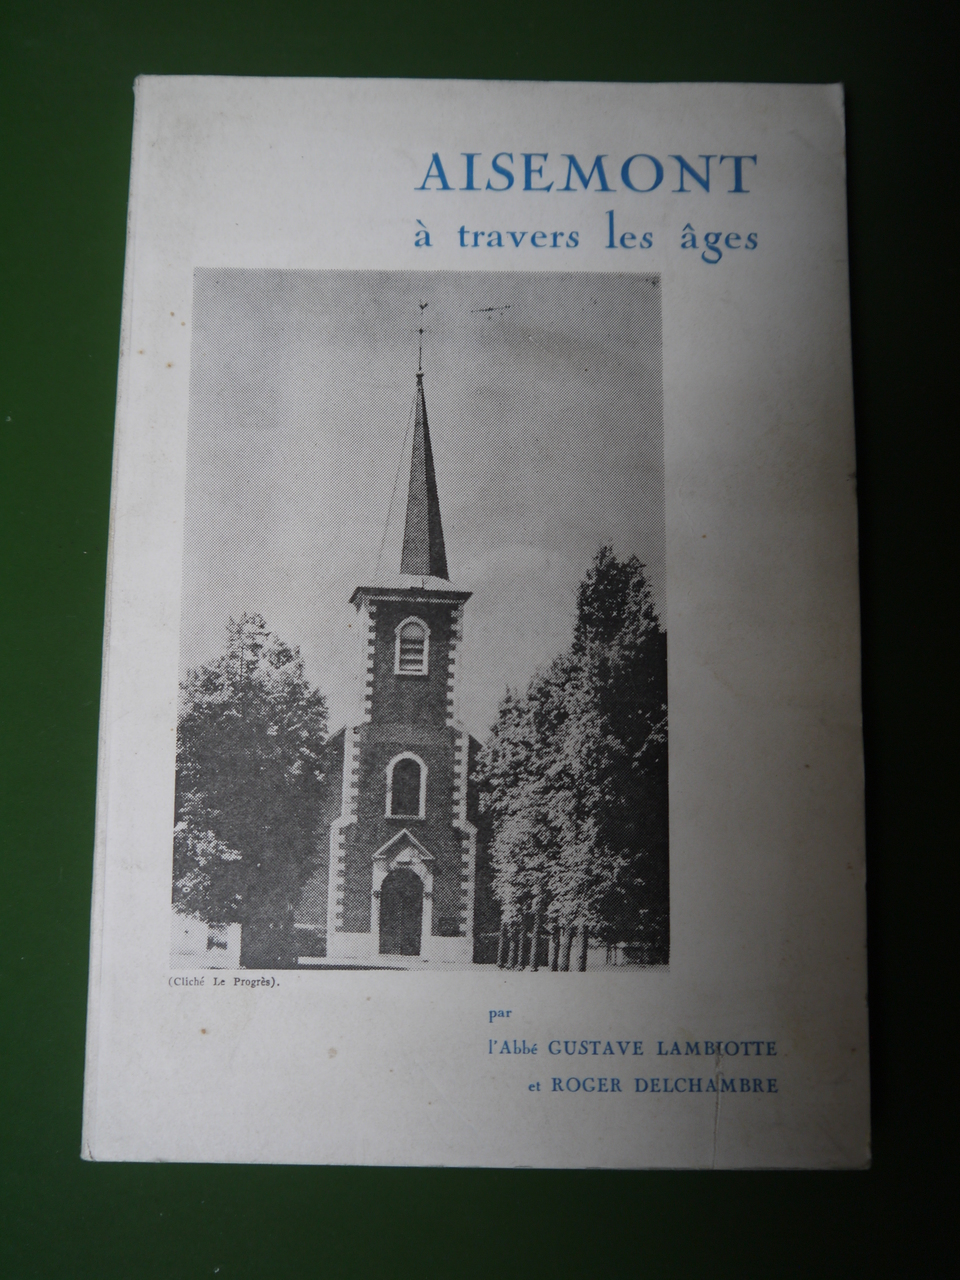 AISEMONT
à travers les âges
(Cliché Le Progrès).
par
l'Abbé GUSTAVE LAMBIOTTE
et ROGER DELCHAMBRE